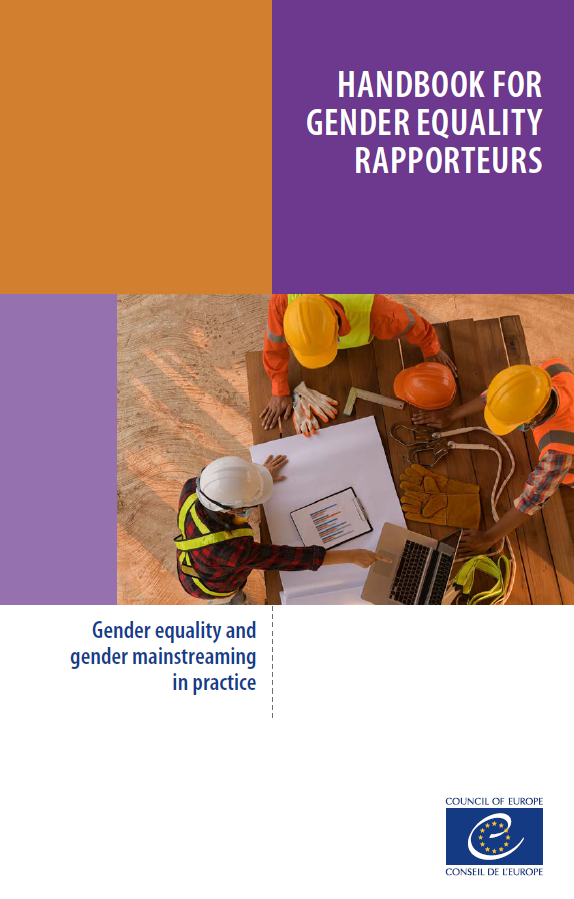 HANDBOOK FOR
GENDER EQUALITY
RAPPORTEURS
Gender equality and
gender mainstreaming
in practice
COUNCIL OF EUROPE
CONSEIL DE L'EUROPE